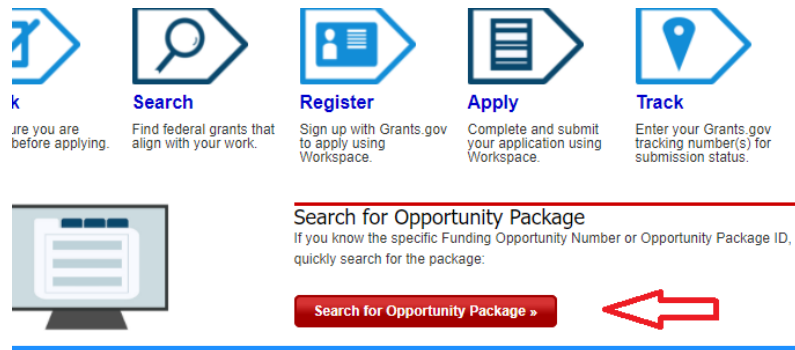 k
Search
Register
Apply
Track
ure you are
before applying.
Find federal grants that
align with your work.
Sign up with Grants.gov
to apply using
Workspace.
Complete and submit
your application using
Workspace.
Enter your Grants.gov
tracking number(s) for
submission status.
Search for Opportunity Package
If you know the specific Funding Opportunity Number or Opportunity Package ID,
quickly search for the package:
Search for Opportunity Package »